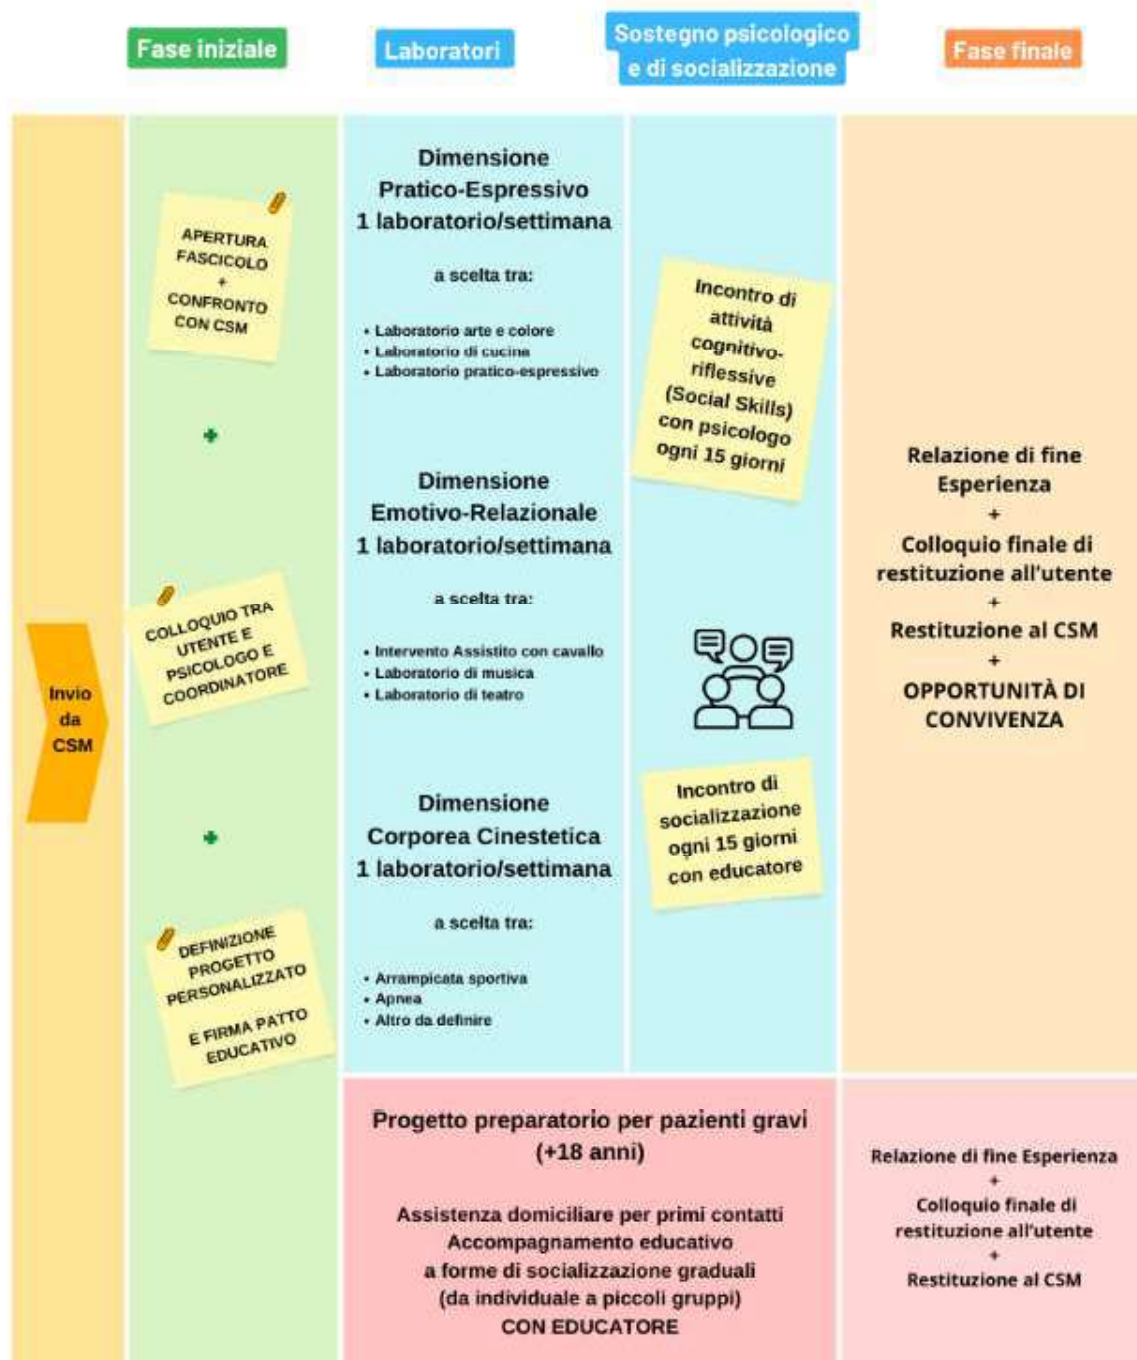 Fase iniziale
Laboratori
Sostegno psicologico
e di socializzazione
Fase finale
Invio
da
CSM
APERTURA
FASCICOLO
+
CONFRONTO
CON CSM
+
COLLOQUIO TRA
UTENTE E
PSICOLOGO E
COORDINATORE
+
DEFINIZIONE
PROGETTO
PERSONALIZZATO
E FIRMA PATTO
EDUCATIVO
Dimensione
Pratico-Espressivo
1 laboratorio/settimana
a scelta tra:
• Laboratorio arte e colore
• Laboratorio di cucina
• Laboratorio pratico-espressivo
Dimensione
Emotivo-Relazionale
1 laboratorio/settimana
a scelta tra:
• Intervento Assistito con cavallo
• Laboratorio di musica
• Laboratorio di teatro
Dimensione
Corporea Cinestetica
1 laboratorio/settimana
a scelta tra:
• Arrampicata sportiva
• Apnea
• Altro da definire
Incontro di
attività
cognitivo-
riflessive
(Social Skills)
con psicologo
ogni 15 giorni
Incontro di
socializzazione
ogni 15 giorni
con educatore
Relazione di fine
Esperienza
+
Colloquio finale di
restituzione all'utente
+
Restituzione al CSM
+
OPPORTUNITÀ DI
CONVIVENZA
Progetto preparatorio per pazienti gravi
(+18 anni)
Assistenza domiciliare per primi contatti
Accompagnamento educativo
a forme di socializzazione graduali
(da individuale a piccoli gruppi)
CON EDUCATORE
Relazione di fine Esperienza
+
Colloquio finale di
restituzione all'utente
+
Restituzione al CSM